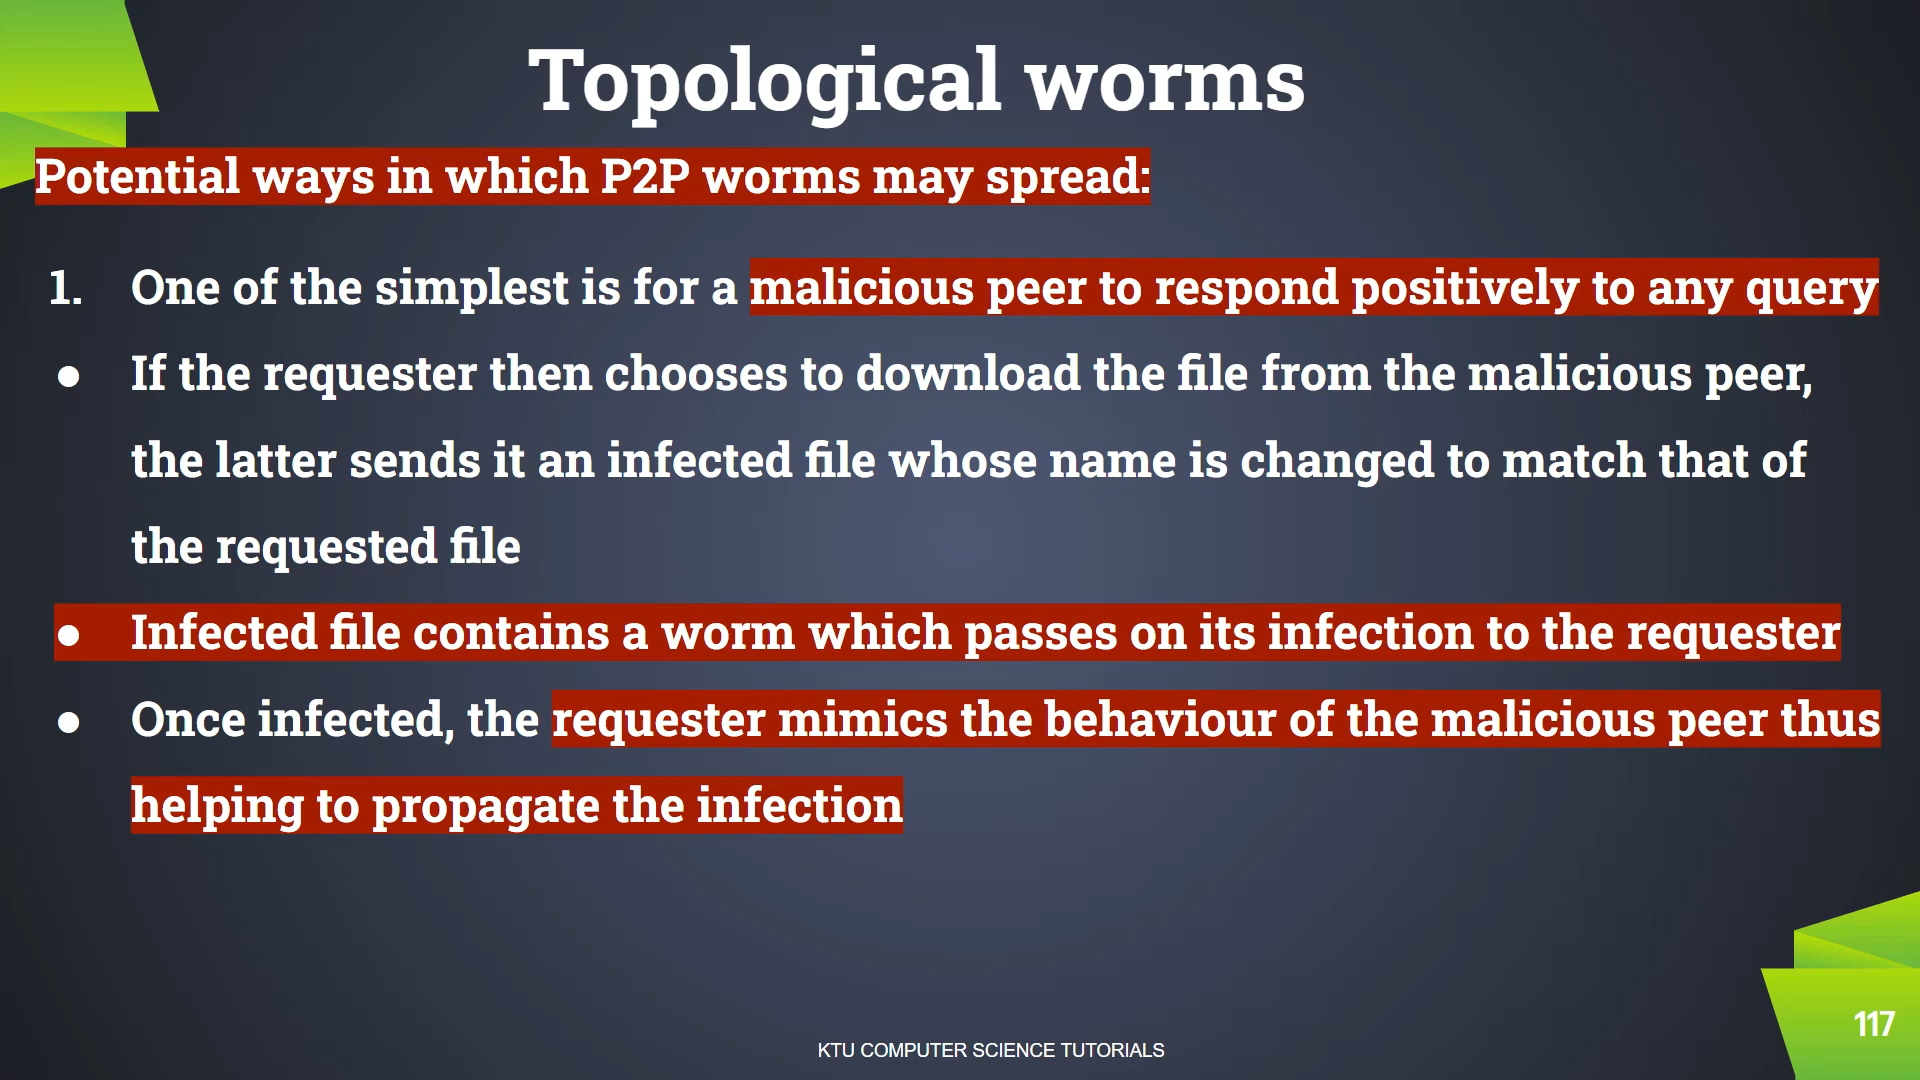 Topological worms
Potential ways in which P2P worms may spread:
1. One of the simplest is for a malicious peer to respond positively to any query
● If the requester then chooses to download the file from the malicious peer,
the latter sends it an infected file whose name is changed to match that of
the requested file
● Infected file contains a worm which passes on its infection to the requester
● Once infected, the requester mimics the behaviour of the malicious peer thus
helping to propagate the infection
117
KTU COMPUTER SCIENCE TUTORIALS